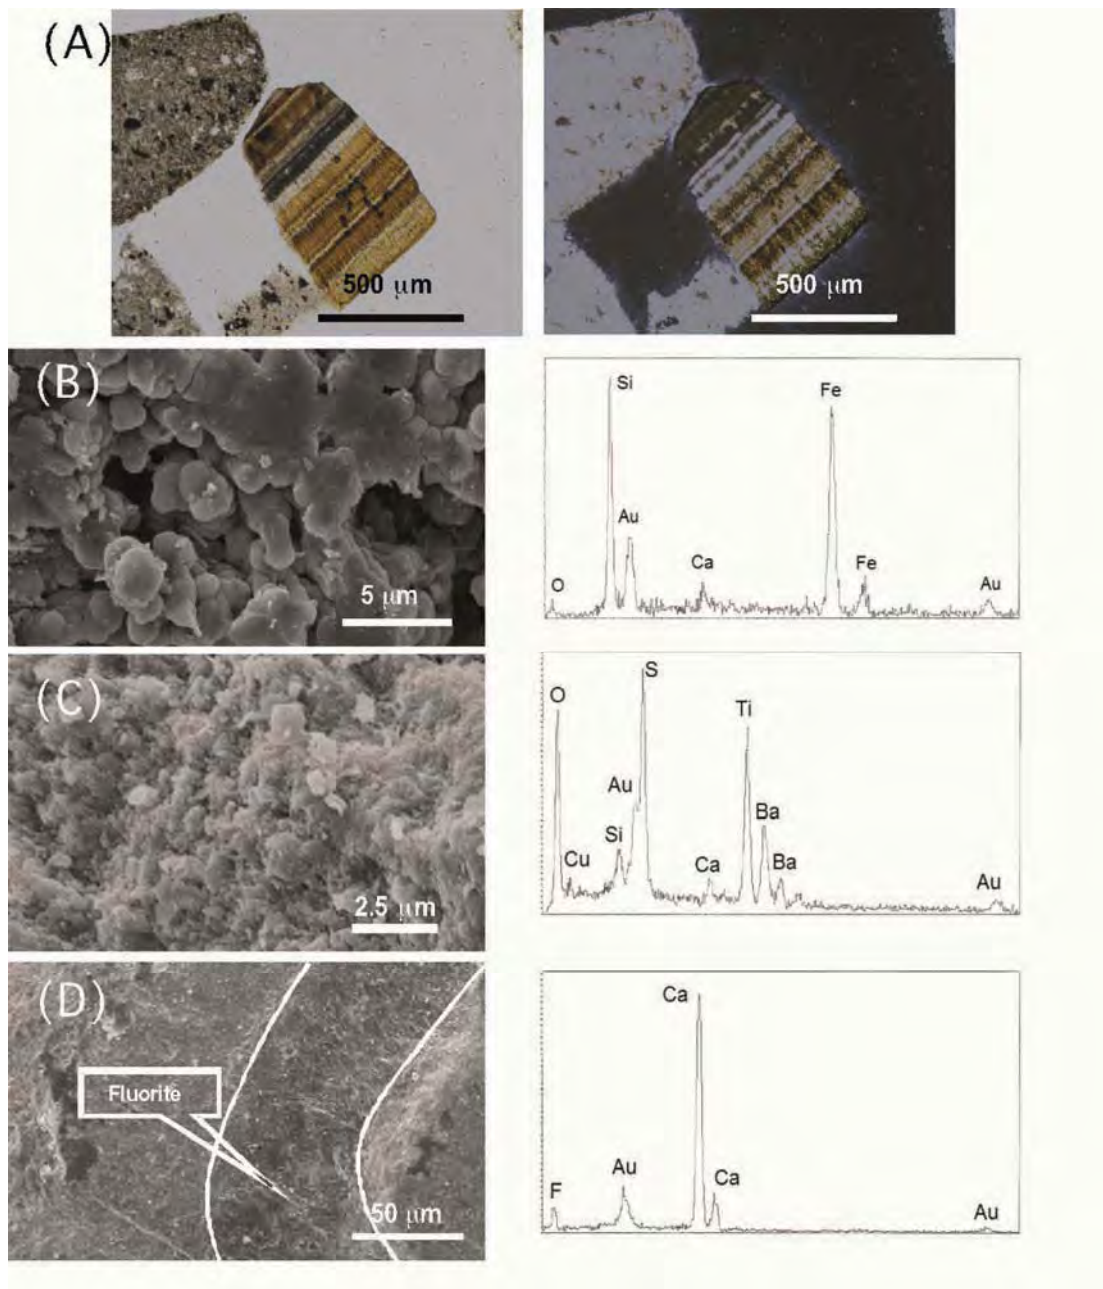 (A)
500 μm
500 μm
(B)
5 μm
Si
Fe
Au
Ca
Fe
O
Au
(C)
2.5 μm
O
S
Ti
Au
Ba
Si
Cu
Ca
Ba
Au
(D)
Fluorite
50 μm
Ca
F
Au
Ca
Au